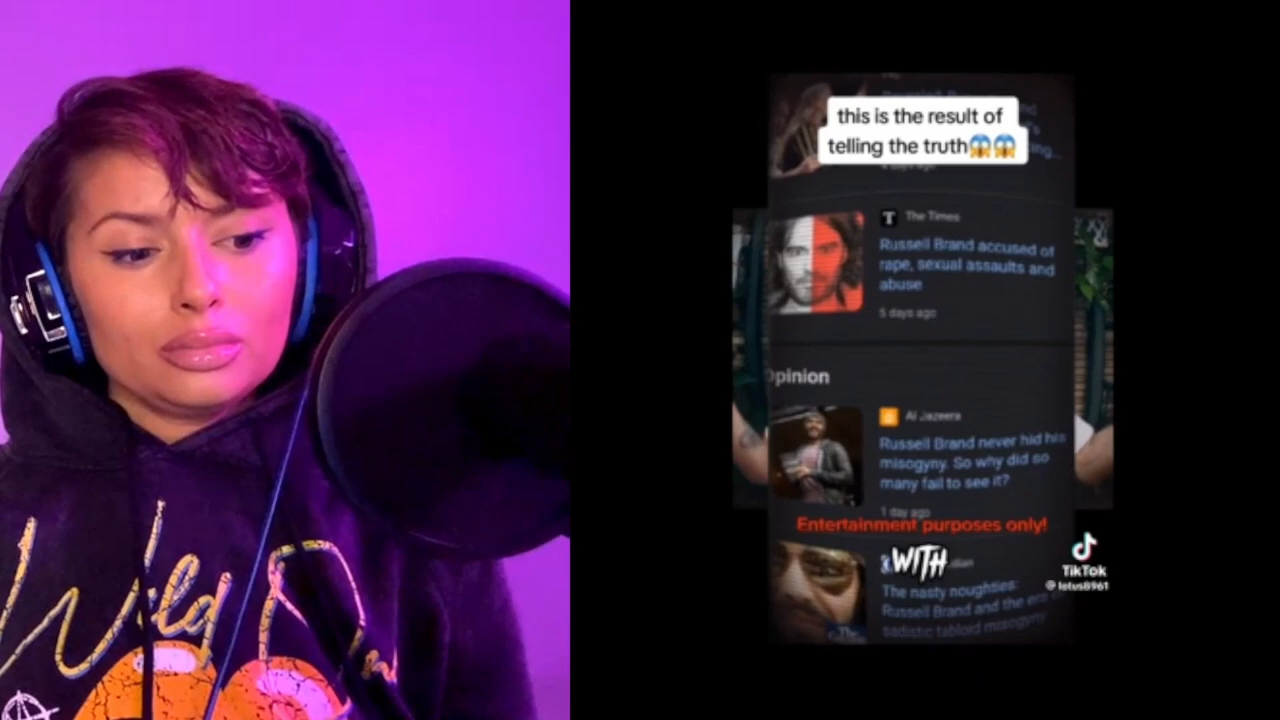 this is the result of
telling the truth😱😱
The Times
Russell Brand accused of
rape, sexual assaults and
abuse
5 days ago
Opinion
Al Jazeera
Russell Brand never hid his
misogyny. So why did so
many fail to see it?
1 day ago
Entertainment purposes only!
WITH
The nasty noughties:
Russell Brand and the
sadistic tabloid misogyny
TikTok
@lotus8961
Wild